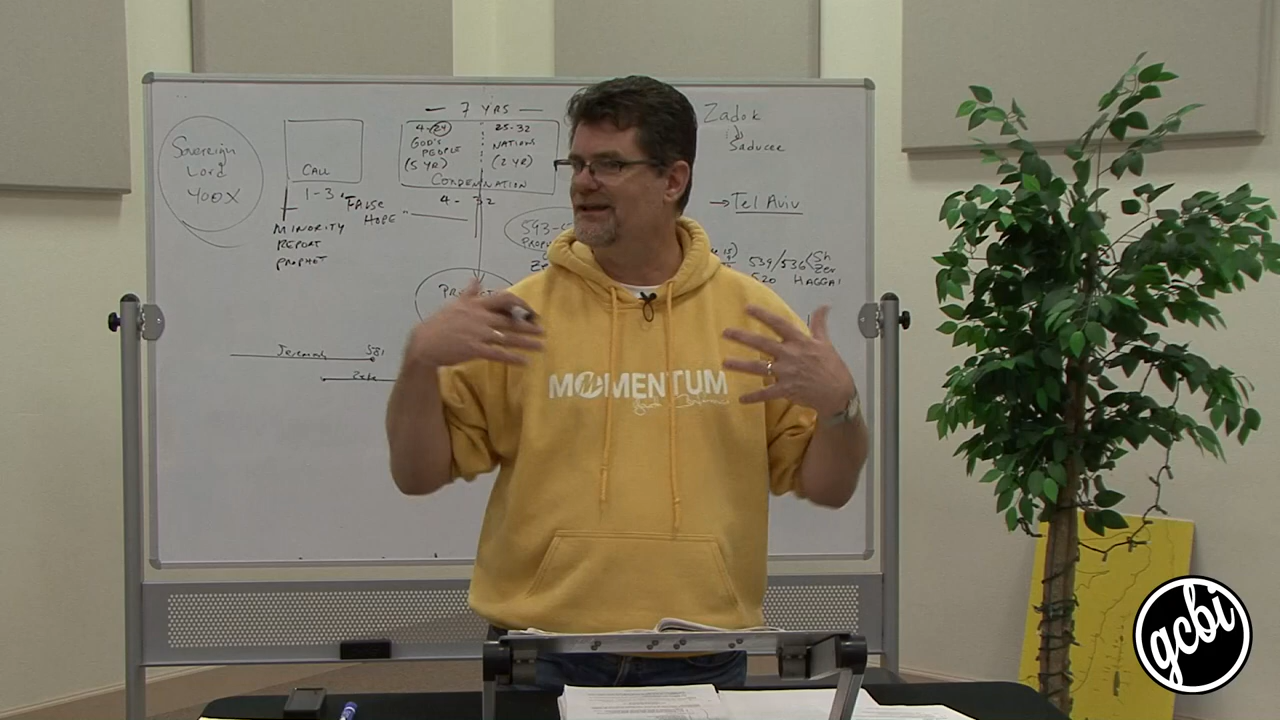 Sovereign
Lord
400X
CALL
1-3
MINORITY
REPORT
PROPHET
"FALSE
HOPE"
7 YRS
4-24
GOD'S
PEOPLE
(5 YR)
25-32
NATIONS
(2 YR)
CONDEMNATION
4 - 32
593-
Zadok
Saducee
Tel Aviv
539/536
520 HAGGAI
Jeremiah 581
MOMENTUM
gcbi